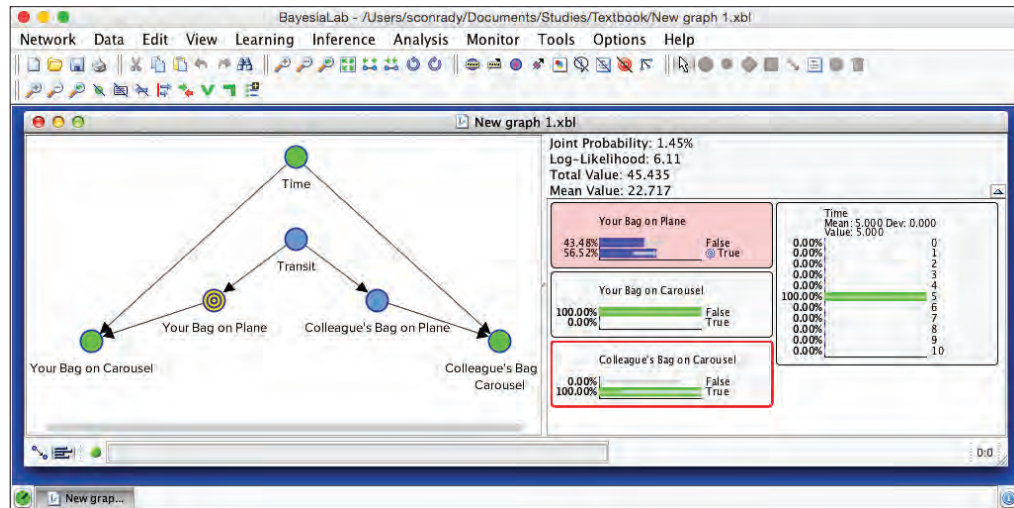 BayesiaLab - /Users/sconrady/Documents/Studies/Textbook/New graph 1.xbl
Network Data Edit View Learning Inference Analysis Monitor Tools Options Help
New graph 1.xbl
Time
Transit
Your Bag on Plane
Colleague's Bag on Plane
Your Bag on Carousel
Colleague's Bag
Carousel
Joint Probability: 1.45%
Log-Likelihood: 6.11
Total Value: 45.435
Mean Value: 22.717
Your Bag on Plane
43.48% False
56.52% True
Your Bag on Carousel
100.00% False
0.00% True
Colleague's Bag on Carousel
0.00% False
100.00% True
Time
Mean: 5.000 Dev: 0.000
Value: 5.000
0.00% 0
0.00% 1
0.00% 2
0.00% 3
0.00% 4
100.00% 5
0.00% 6
0.00% 7
0.00% 8
0.00% 9
0.00% 10
0:0
New grap...